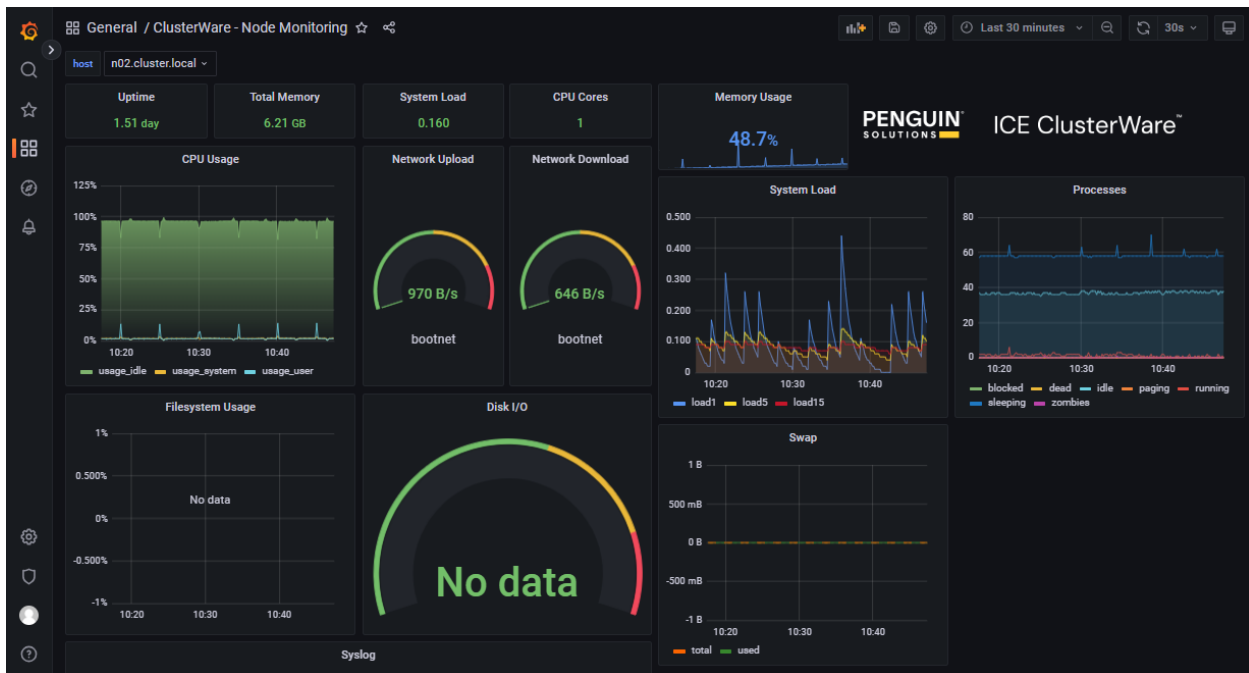 General / ClusterWare - Node Monitoring
Last 30 minutes
30s
host n02.cluster.local
Uptime
1.51 day
Total Memory
6.21 GB
System Load
0.160
CPU Cores
1
Memory Usage
48.7%
PENGUIN
SOLUTIONS
ICE ClusterWare™
CPU Usage
125%
100%
75%
50%
25%
0%
10:20 10:30 10:40
usage_idle usage_system usage_user
Network Upload
970 B/s
bootnet
Network Download
646 B/s
bootnet
System Load
0.500
0.400
0.300
0.200
0.100
0
10:20 10:30 10:40
load1 load5 load15
Processes
80
60
40
20
0
10:20 10:30 10:40
blocked dead idle paging running
sleeping zombies
Filesystem Usage
1%
0.500%
No data
0%
-0.500%
-1%
10:20 10:30 10:40
Disk I/O
No data
Swap
1 B
500 mB
0 B
-500 mB
-1 B
10:20 10:30 10:40
total used
Syslog